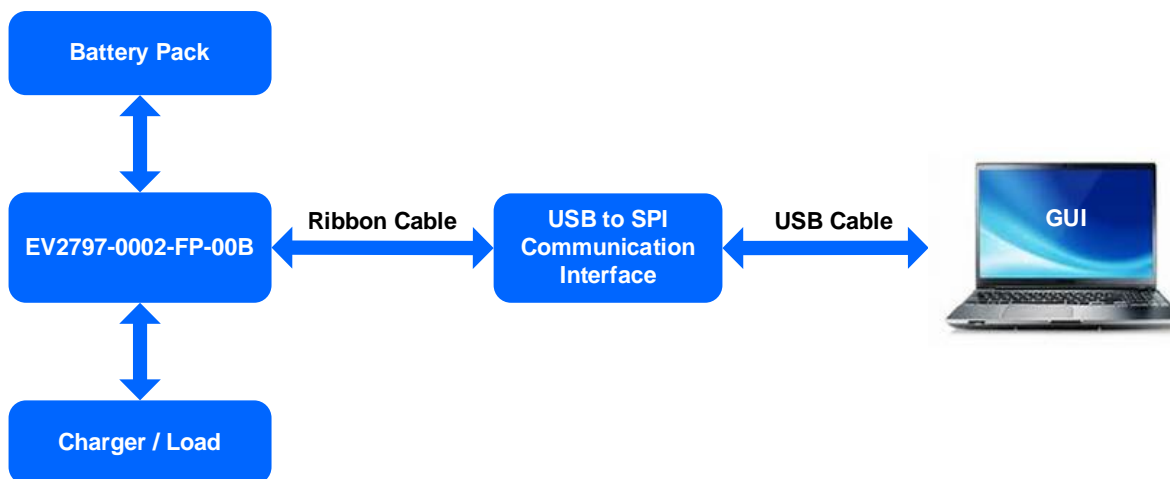 Battery Pack
EV2797-0002-FP-00B
Ribbon Cable
USB to SPI
Communication
Interface
USB Cable
GUI
Charger / Load